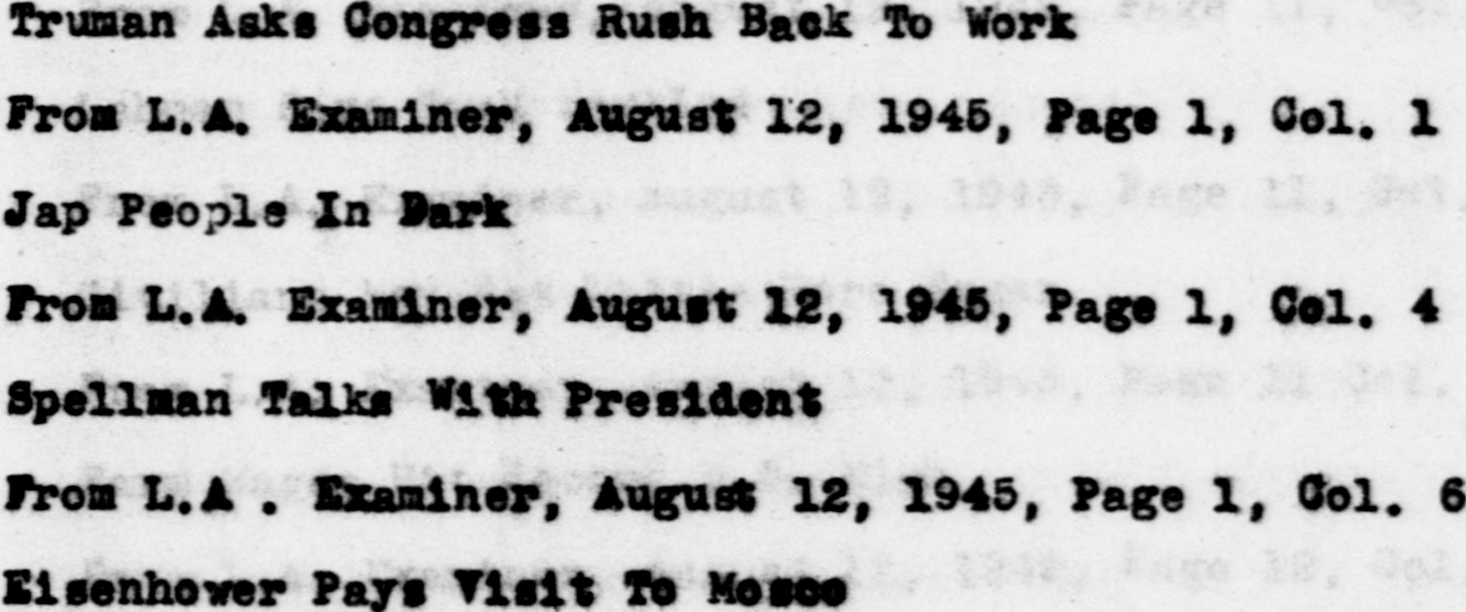 Truman Asks Congress Rush Back To Work
From L.A. Examiner, August 12, 1945, Page 1, Col. 1
Jap People In Dark
From L.A. Examiner, August 12, 1945, Page 1, Col. 4
Spellman Talks With President
From L.A . Examiner, August 12, 1945, Page 1, Col. 6
Eisenhower Pays Visit To Mosco